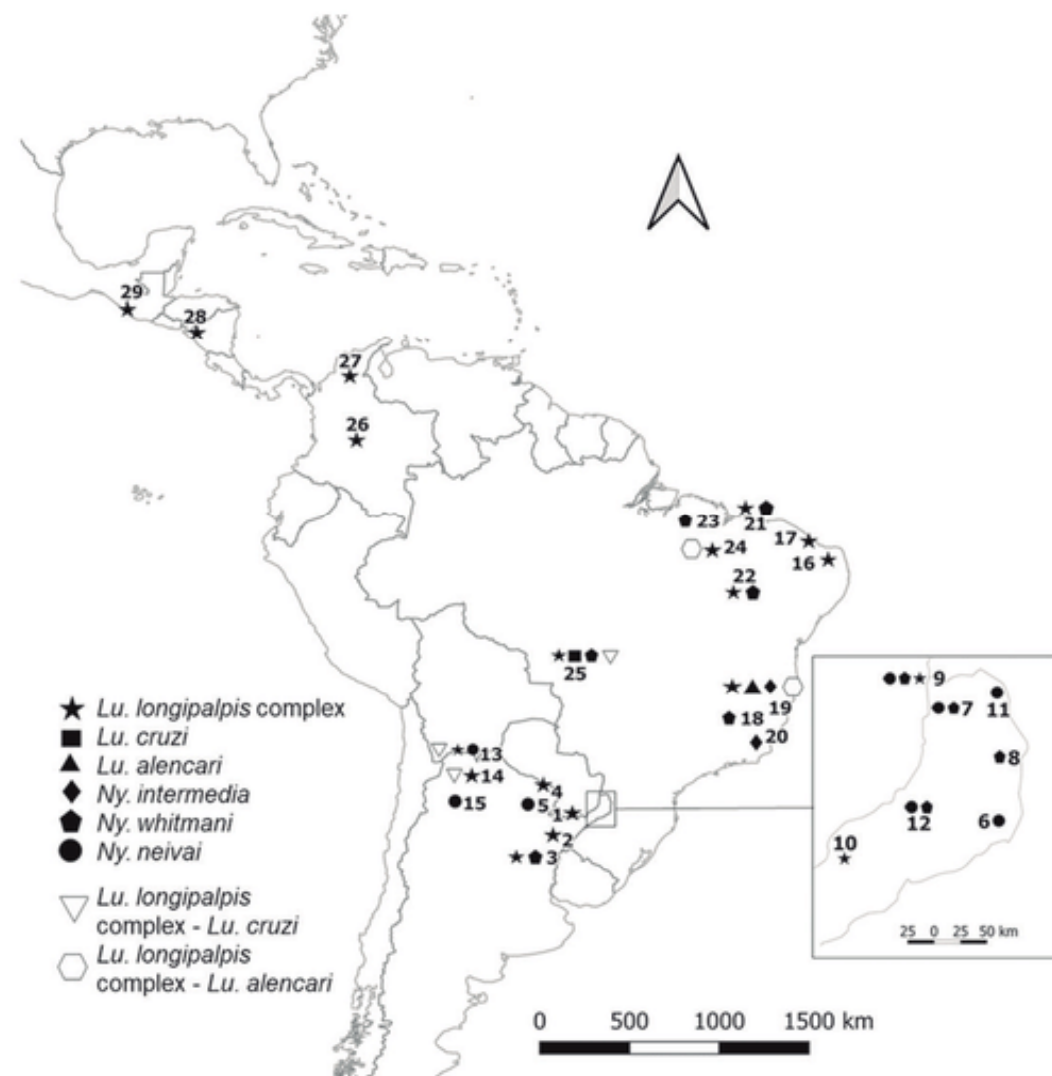 29
28
27
26
23
21
17
24
16
22
25
19
18
20
13
14
15
5
4
1
2
3
9
7
11
8
12
6
10
25 0 25 50 km
Lu. longipalpis complex
Lu. cruzi
Lu. alencari
Ny. intermedia
Ny. whitmani
Ny. neivai
Lu. longipalpis
complex - Lu. cruzi
Lu. longipalpis
complex - Lu. alencari
0 500 1000 1500 km